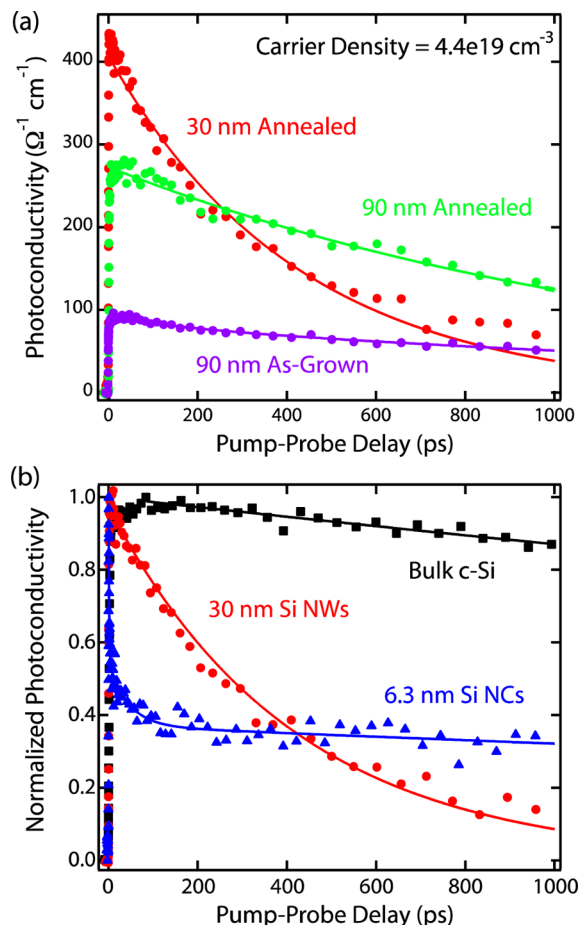 (a)
Carrier Density = 4.4e19 cm⁻³
30 nm Annealed
90 nm Annealed
90 nm As-Grown
Photoconductivity (Ω⁻¹ cm⁻¹)
400
300
200
100
0
0 200 400 600 800 1000
Pump-Probe Delay (ps)
(b)
Bulk c-Si
30 nm Si NWs
6.3 nm Si NCs
Normalized Photoconductivity
1.0
0.8
0.6
0.4
0.2
0.0
0 200 400 600 800 1000
Pump-Probe Delay (ps)